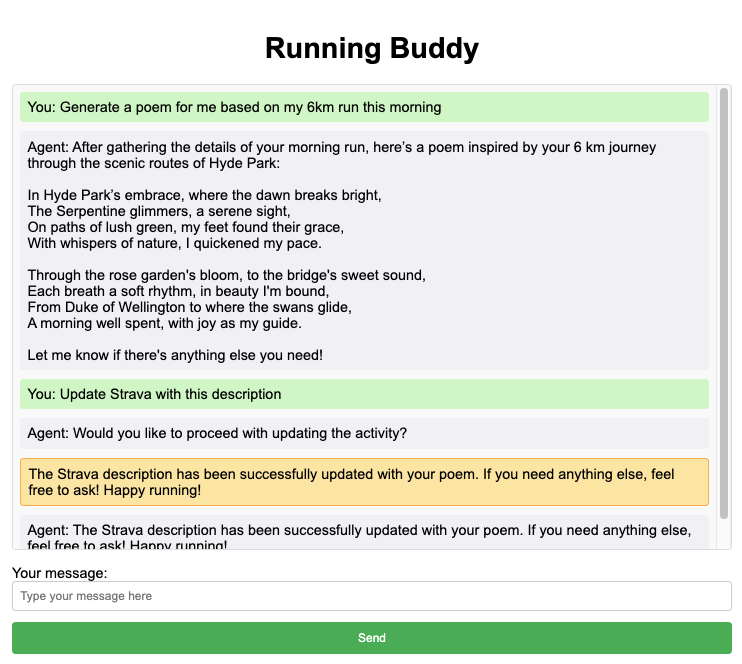 Running Buddy
You: Generate a poem for me based on my 6km run this morning
Agent: After gathering the details of your morning run, here’s a poem inspired by your 6 km journey
through the scenic routes of Hyde Park:
In Hyde Park’s embrace, where the dawn breaks bright,
The Serpentine glimmers, a serene sight,
On paths of lush green, my feet found their grace,
With whispers of nature, I quickened my pace.
Through the rose garden's bloom, to the bridge's sweet sound,
Each breath a soft rhythm, in beauty I'm bound,
From Duke of Wellington to where the swans glide,
A morning well spent, with joy as my guide.
Let me know if there's anything else you need!
You: Update Strava with this description
Agent: Would you like to proceed with updating the activity?
The Strava description has been successfully updated with your poem. If you need anything else, feel
free to ask! Happy running!
Agent: The Strava description has been successfully updated with your poem. If you need anything else,
feel free to ask! Happy running!
Your message:
Type your message here
Send